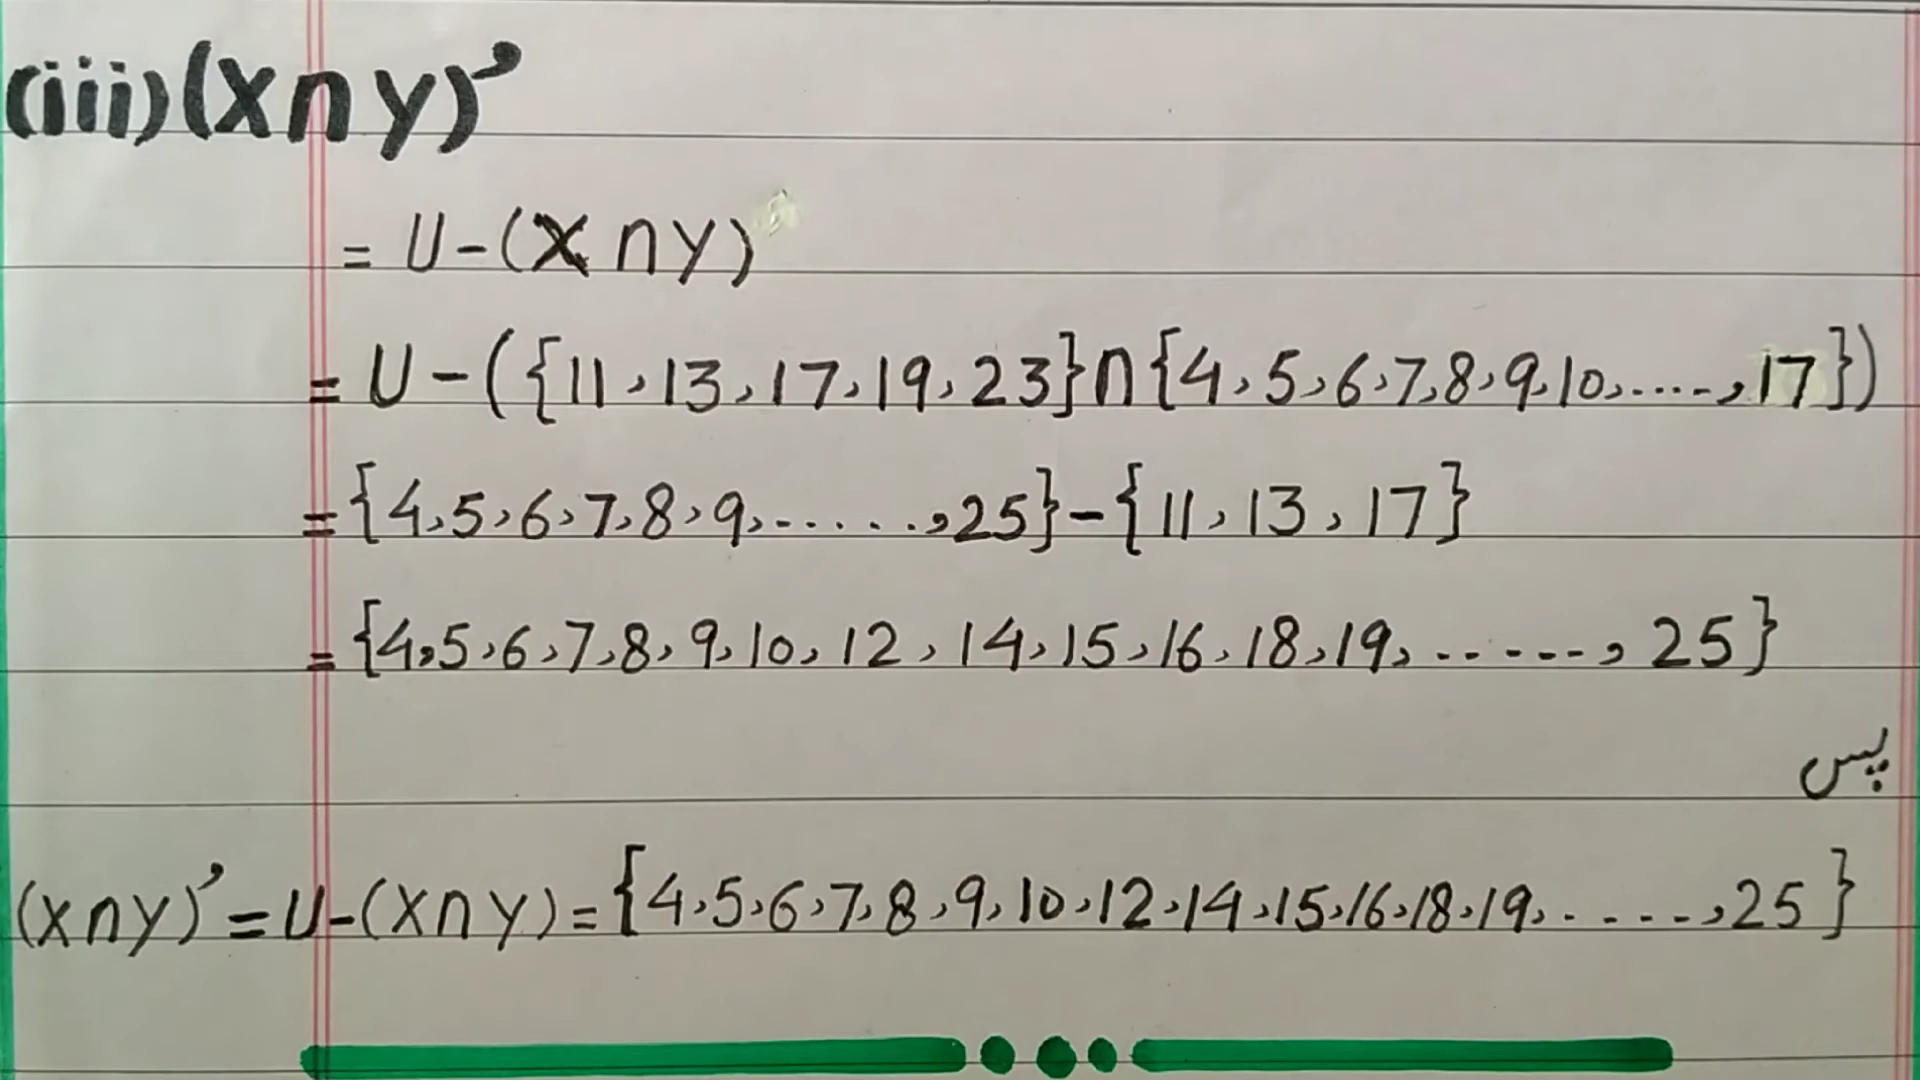 (iii) (X ∩ Y)’
= U - (X ∩ Y)
= U - ({11, 13, 17, 19, 23} ∩ {4, 5, 6, 7, 8, 9, 10, ....., 17})
= {4, 5, 6, 7, 8, 9, ......, 25} - {11, 13, 17}
= {4, 5, 6, 7, 8, 9, 10, 12, 14, 15, 16, 18, 19, ......, 25}
پس
(X ∩ Y)’ = U - (X ∩ Y) = {4, 5, 6, 7, 8, 9, 10, 12, 14, 15, 16, 18, 19, ....., 25}